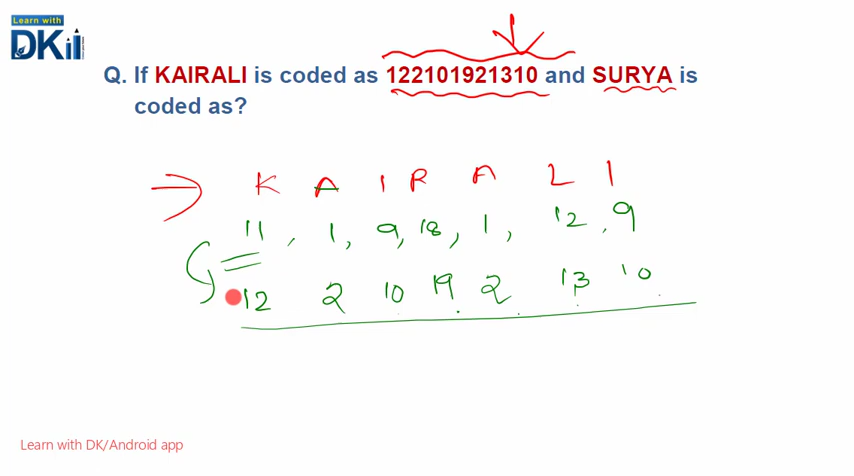 Learn with
DKil
Q. If KAIRALI is coded as 122101921310 and SURYA is
coded as?
K A I R A L I
11 , 1 , 9 , 18 , 1 , 12 , 9
12 2 10 19 2 13 10
Learn with DK/Android app